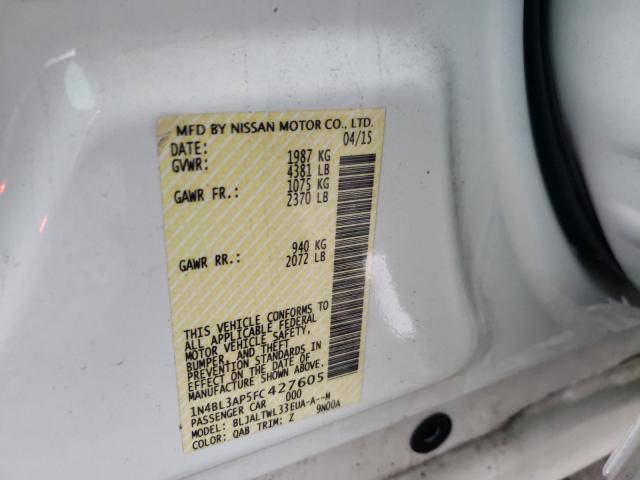 MFD BY NISSAN MOTOR CO., LTD.
DATE: 04/15
GVWR: 1987 KG
4381 LB
GAWR FR.: 1075 KG
2370 LB
GAWR RR.: 940 KG
2072 LB
THIS VEHICLE CONFORMS TO
ALL APPLICABLE FEDERAL
MOTOR VEHICLE SAFETY,
BUMPER, AND THEFT
PREVENTION STANDARDS IN
EFFECT ON THE DATE OF
MANUFACTURE SHOWN ABOVE.
1N4BL3AP5FC427605
PASSENGER CAR 000
MODEL: BLJALTWL33EUA-A--M
COLOR: QAB TRIM: Z 9N00A